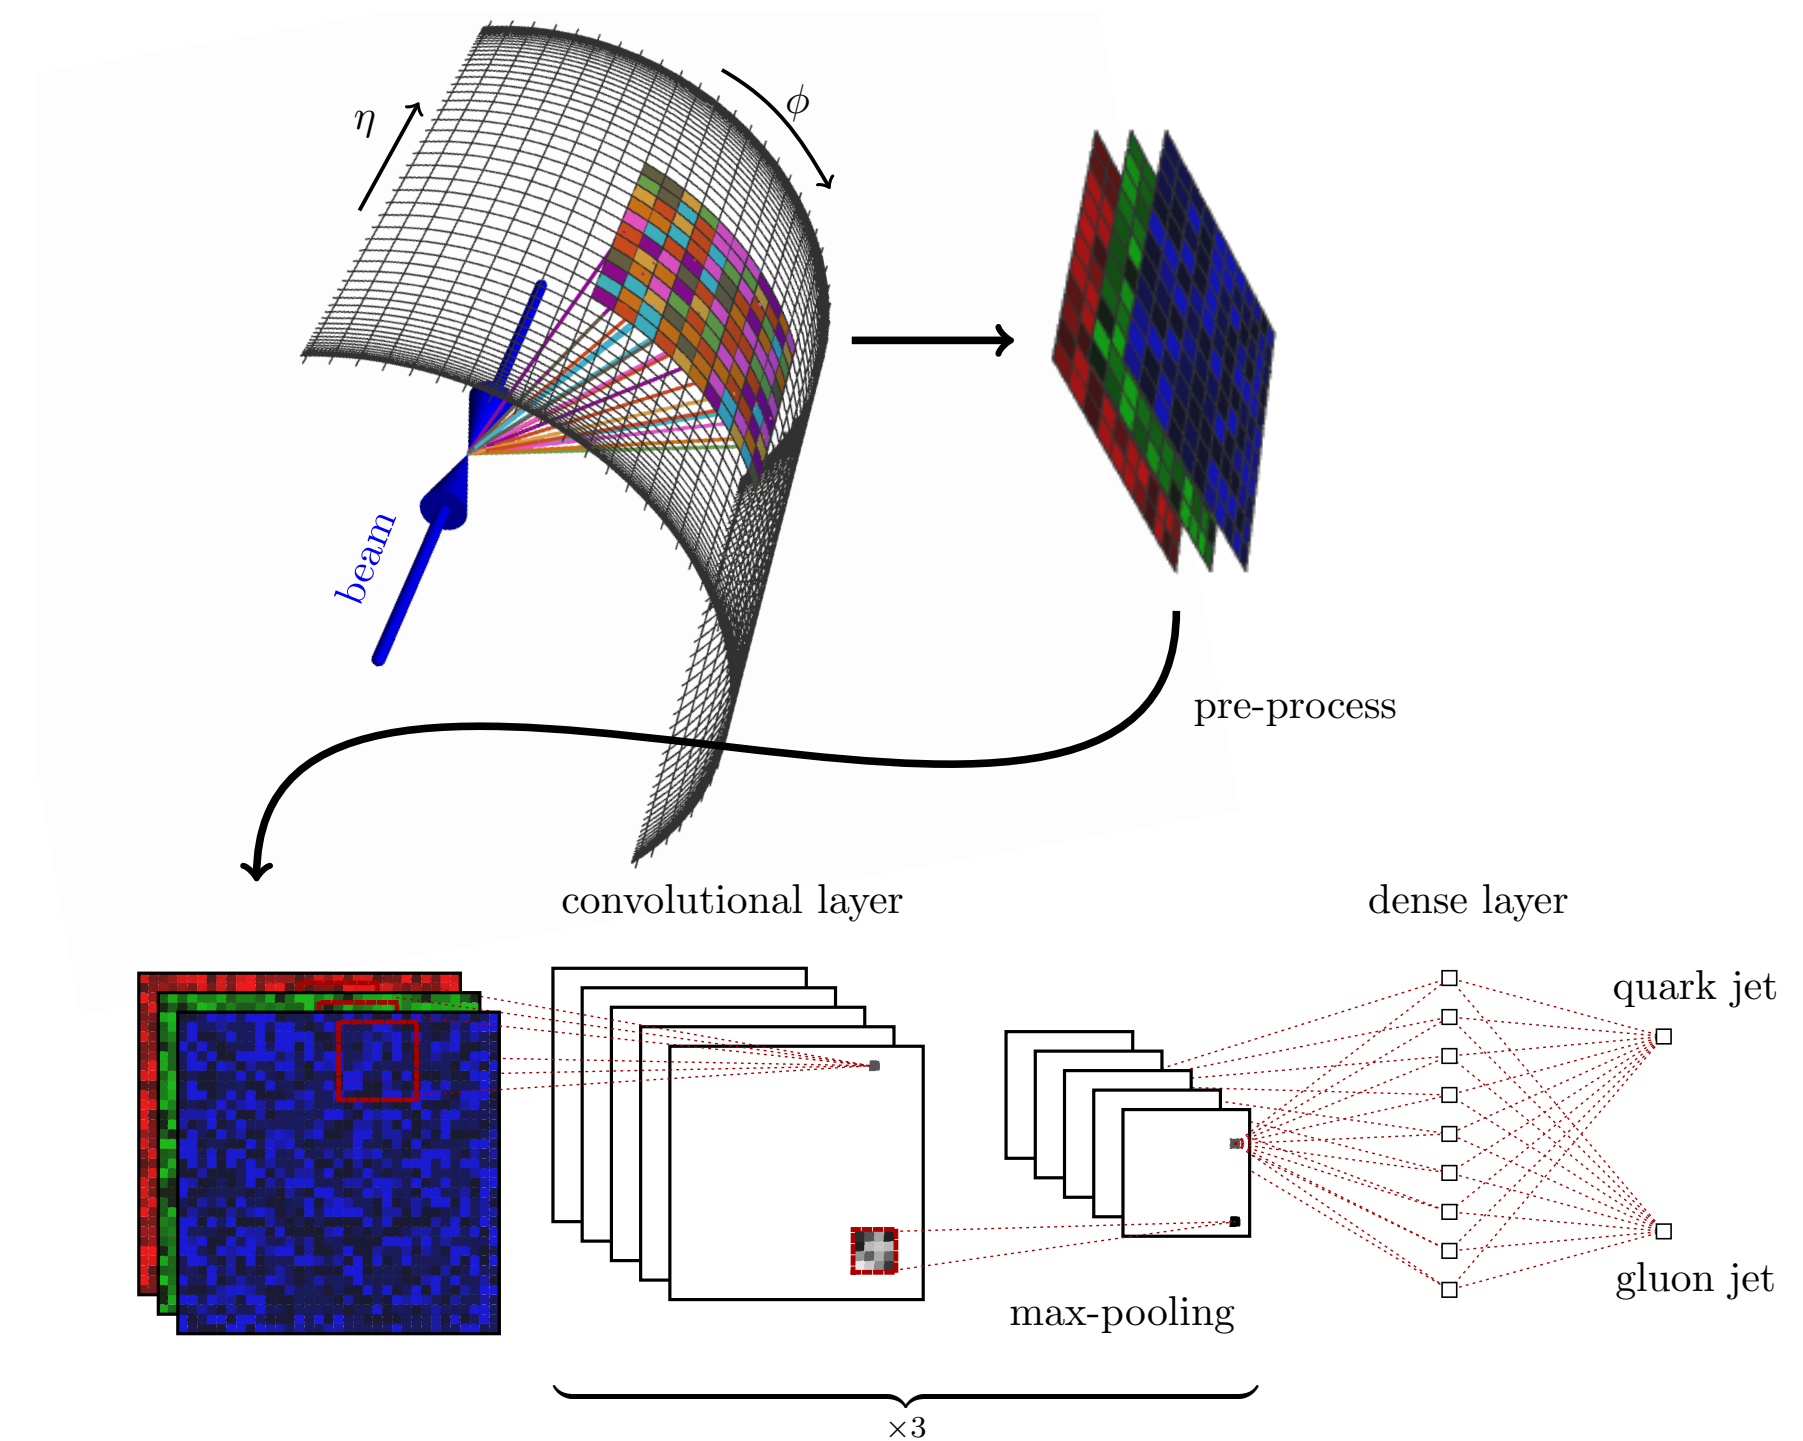 η
ϕ
beam
pre-process
convolutional layer
dense layer
quark jet
gluon jet
max-pooling
×3